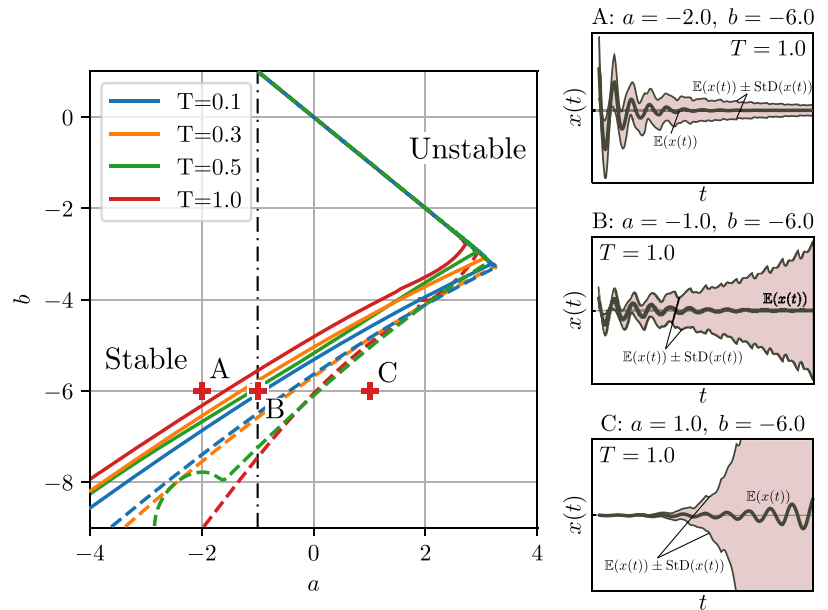 T=0.1
T=0.3
T=0.5
T=1.0
Unstable
Stable
A
B
C
0
−2
−4
−6
−8
b
−4
−2
0
2
4
a
A: a = −2.0, b = −6.0
T = 1.0
𝔼(x(t)) ± StD(x(t))
𝔼(x(t))
x(t)
t
B: a = −1.0, b = −6.0
T = 1.0
𝔼(x(t))
𝔼(x(t)) ± StD(x(t))
x(t)
t
C: a = 1.0, b = −6.0
T = 1.0
𝔼(x(t))
𝔼(x(t)) ± StD(x(t))
x(t)
t